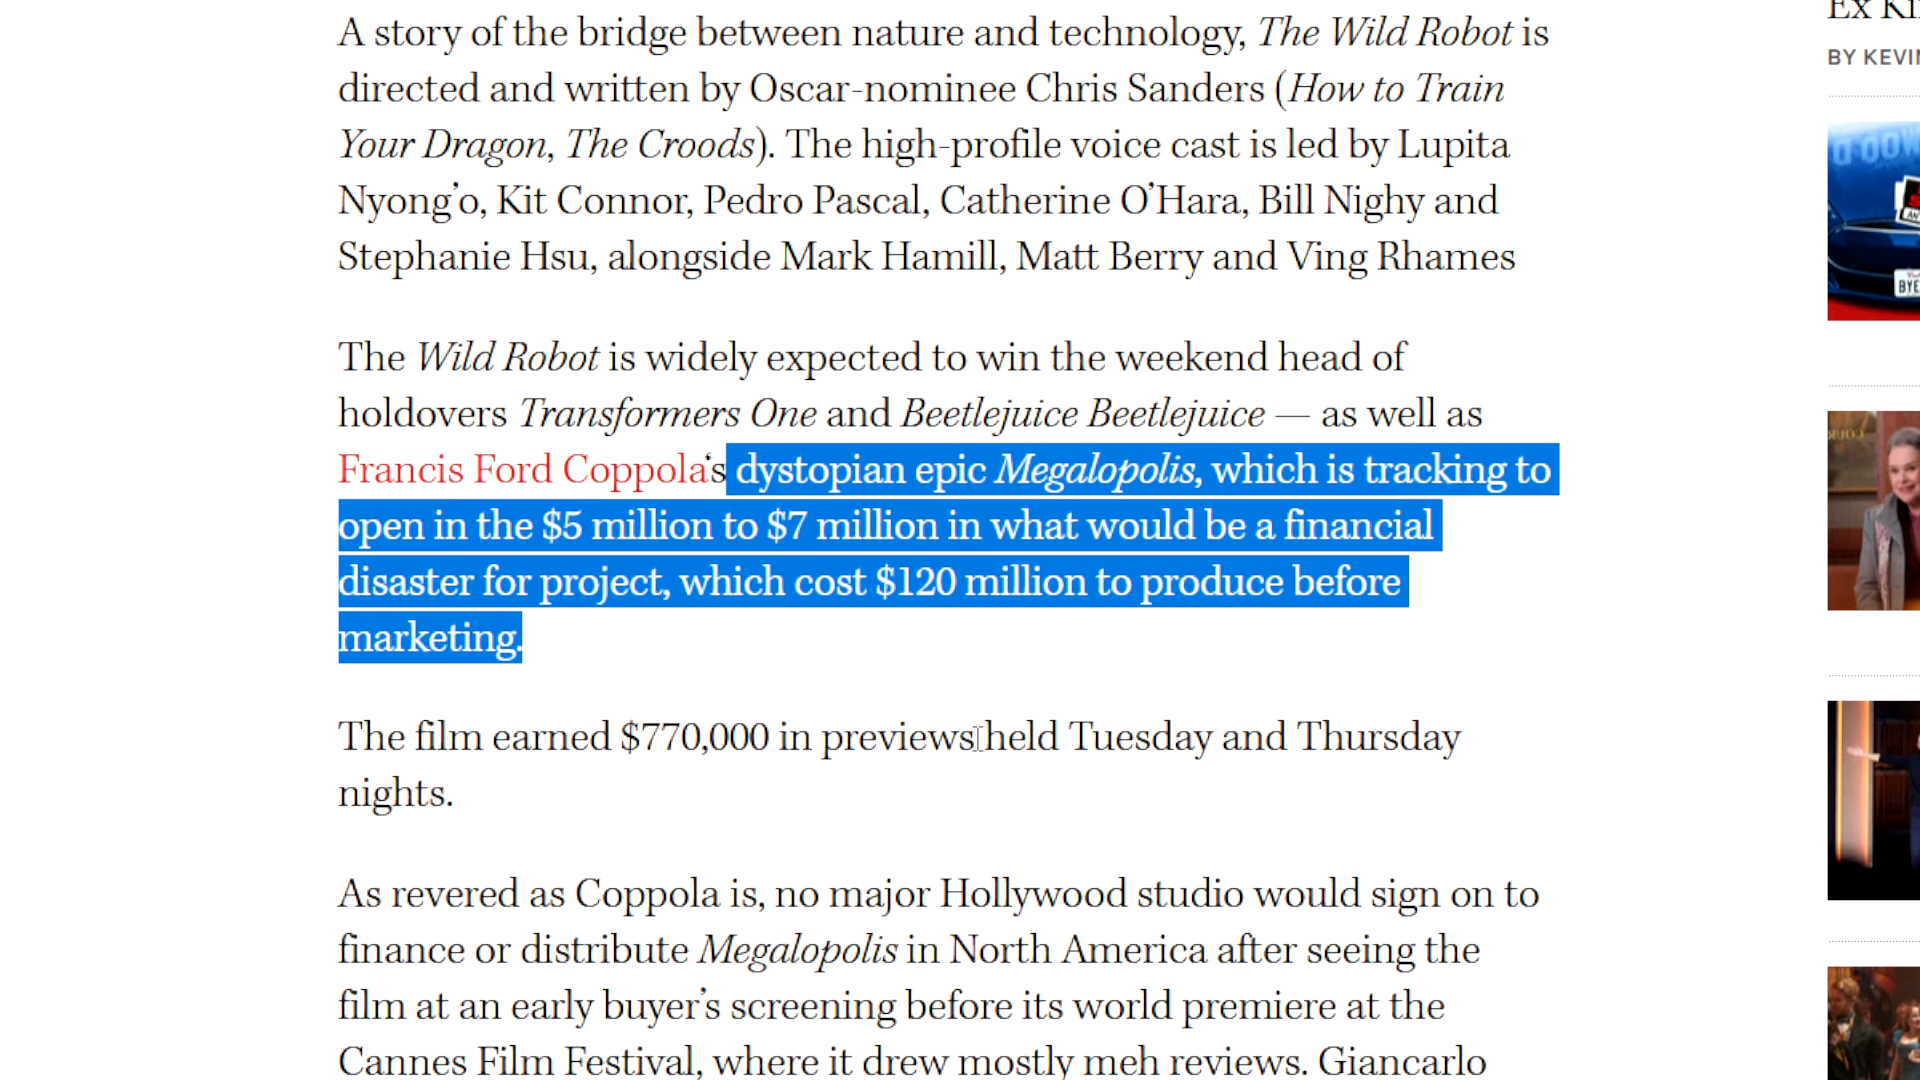 A story of the bridge between nature and technology, The Wild Robot is
directed and written by Oscar-nominee Chris Sanders (How to Train
Your Dragon, The Croods). The high-profile voice cast is led by Lupita
Nyong’o, Kit Connor, Pedro Pascal, Catherine O’Hara, Bill Nighy and
Stephanie Hsu, alongside Mark Hamill, Matt Berry and Ving Rhames
The Wild Robot is widely expected to win the weekend head of
holdovers Transformers One and Beetlejuice Beetlejuice — as well as
Francis Ford Coppola‘s dystopian epic Megalopolis, which is tracking to
open in the $5 million to $7 million in what would be a financial
disaster for project, which cost $120 million to produce before
marketing.
The film earned $770,000 in previews held Tuesday and Thursday
nights.
As revered as Coppola is, no major Hollywood studio would sign on to
finance or distribute Megalopolis in North America after seeing the
film at an early buyer’s screening before its world premiere at the
Cannes Film Festival, where it drew mostly meh reviews. Giancarlo
Ex
BY
BYE